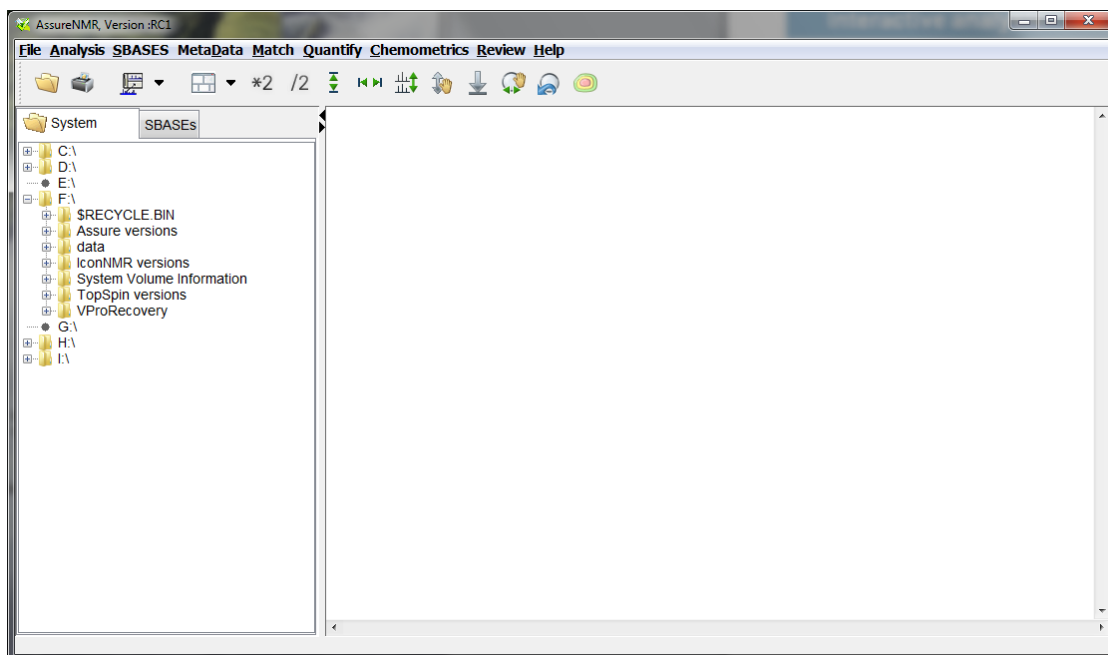 AssureNMR, Version :RC1
File Analysis SBASES MetaData Match Quantify Chemometrics Review Help
*2 /2
System SBASEs
C:\
D:\
E:\
F:\
$RECYCLE.BIN
Assure versions
data
IconNMR versions
System Volume Information
TopSpin versions
VProRecovery
G:\
H:\
I:\